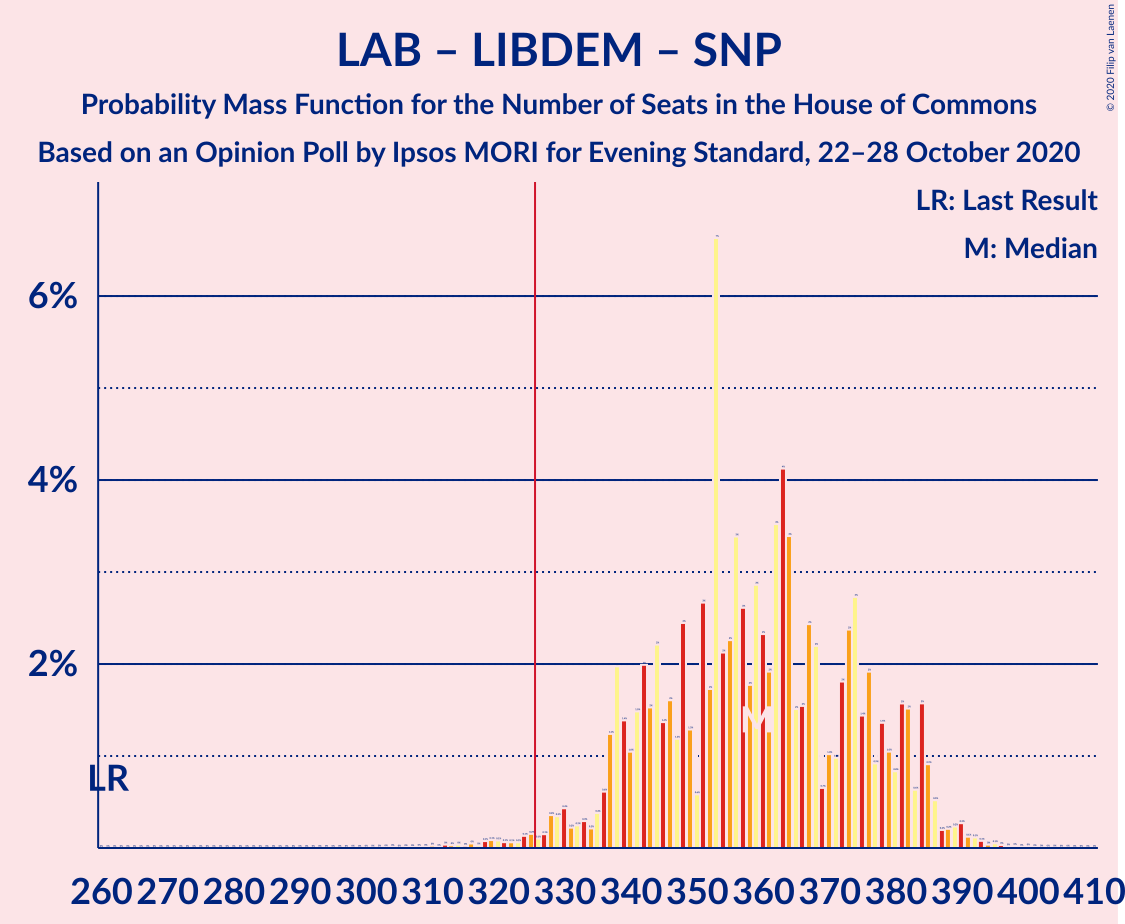 LAB – LIBDEM – SNP
Probability Mass Function for the Number of Seats in the House of Commons
Based on an Opinion Poll by Ipsos MORI for Evening Standard, 22–28 October 2020
© 2020 Filip van Laenen
LR: Last Result
M: Median
6%
4%
2%
M
LR
260 270 280 290 300 310 320 330 340 350 360 370 380 390 400 410